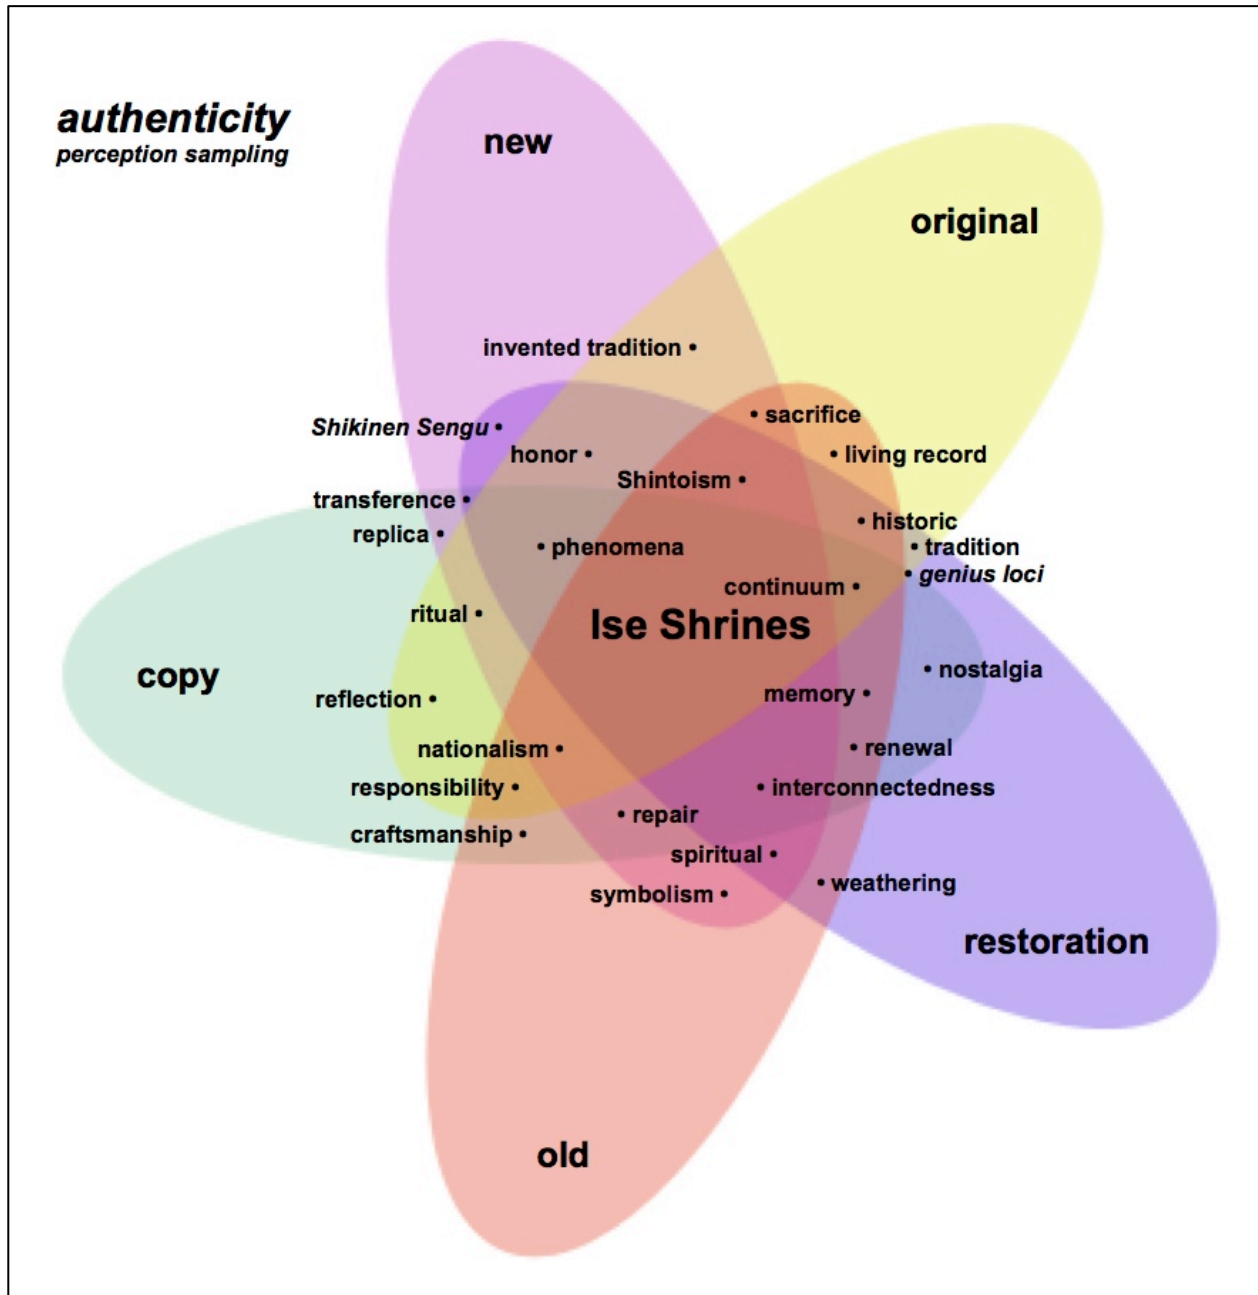 authenticity
perception sampling
new
original
invented tradition •
• sacrifice
Shikinen Sengu •
honor •
• living record
Shintoism •
transference •
• historic
replica •
• phenomena
• tradition
• genius loci
continuum •
ritual •
Ise Shrines
copy
• nostalgia
reflection •
memory •
nationalism •
• renewal
responsibility •
• interconnectedness
• repair
craftsmanship •
spiritual •
• weathering
symbolism •
restoration
old